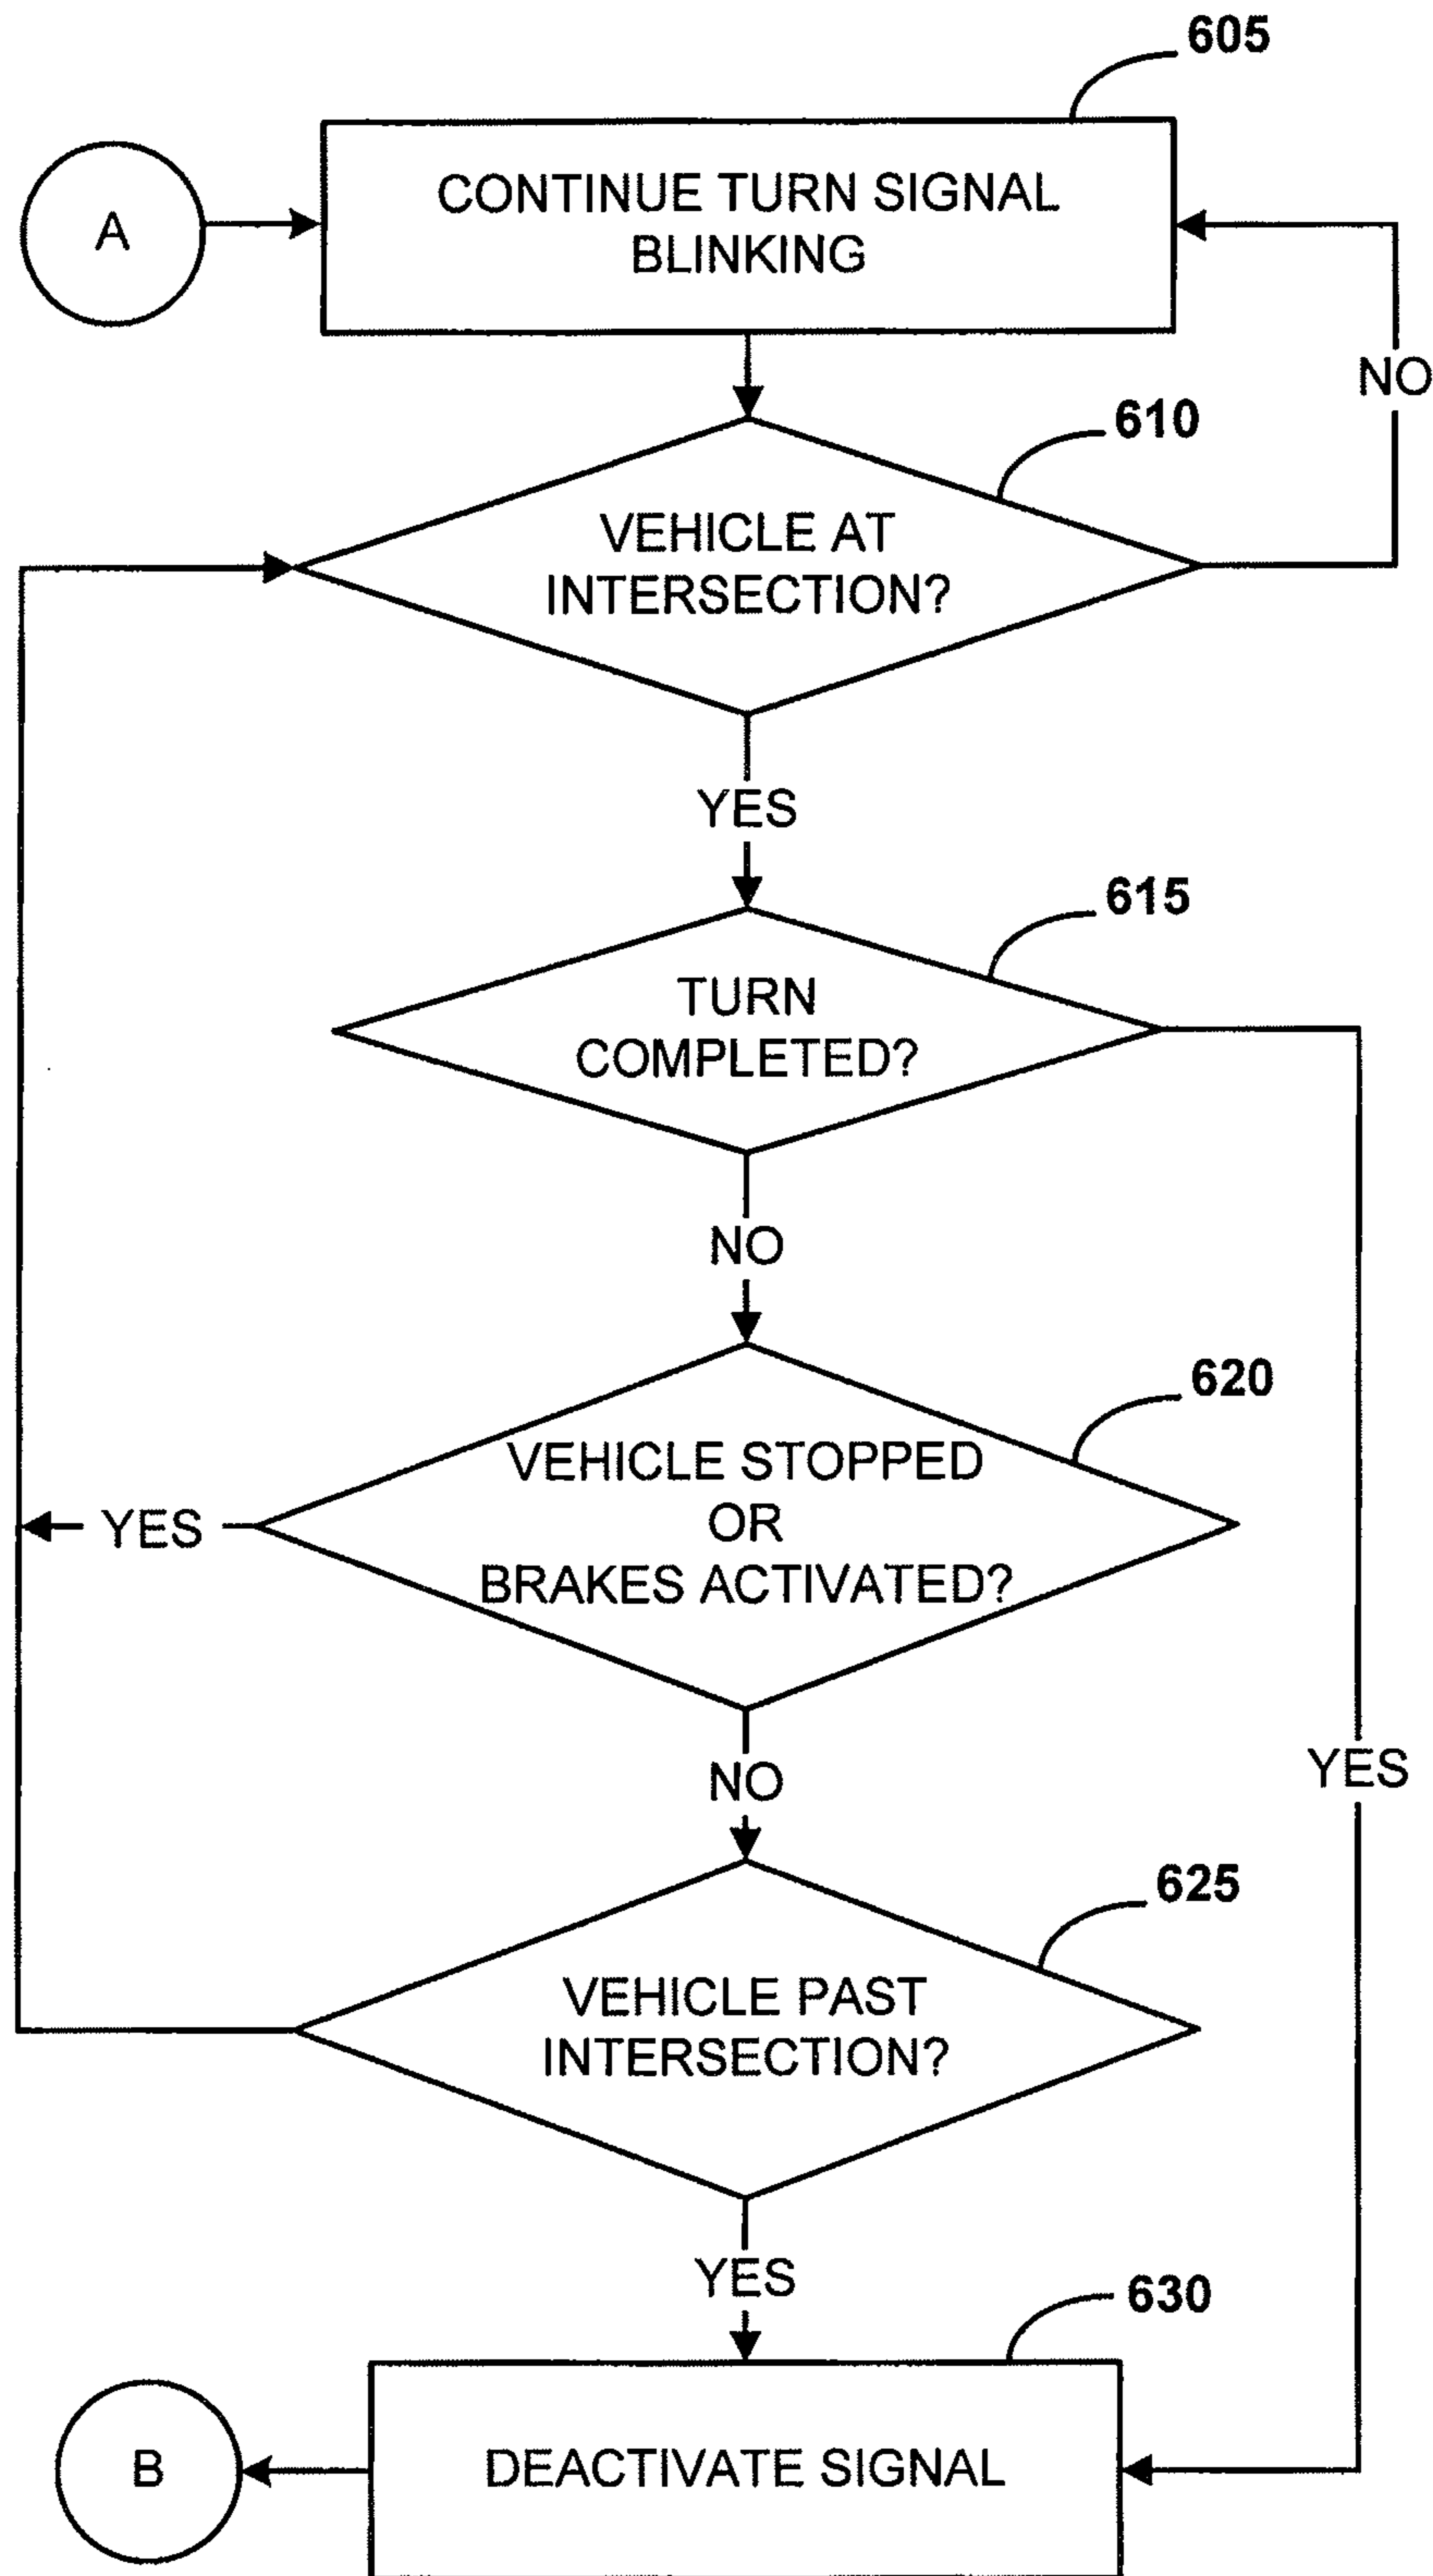 605
A
CONTINUE TURN SIGNAL
BLINKING
NO
610
VEHICLE AT
INTERSECTION?
YES
615
TURN
COMPLETED?
NO
620
VEHICLE STOPPED
OR
BRAKES ACTIVATED?
YES
NO
YES
625
VEHICLE PAST
INTERSECTION?
YES
630
B
DEACTIVATE SIGNAL